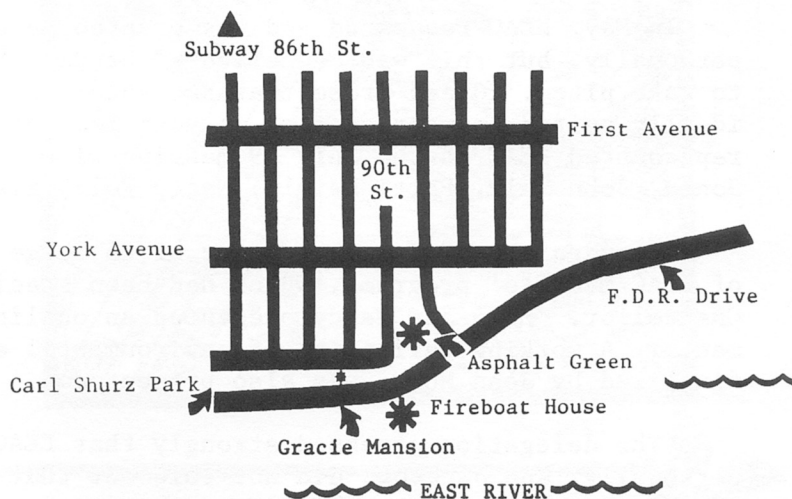 Subway 86th St.
First Avenue
90th
St.
York Avenue
F.D.R. Drive
Asphalt Green
Carl Shurz Park
Fireboat House
Gracie Mansion
EAST RIVER